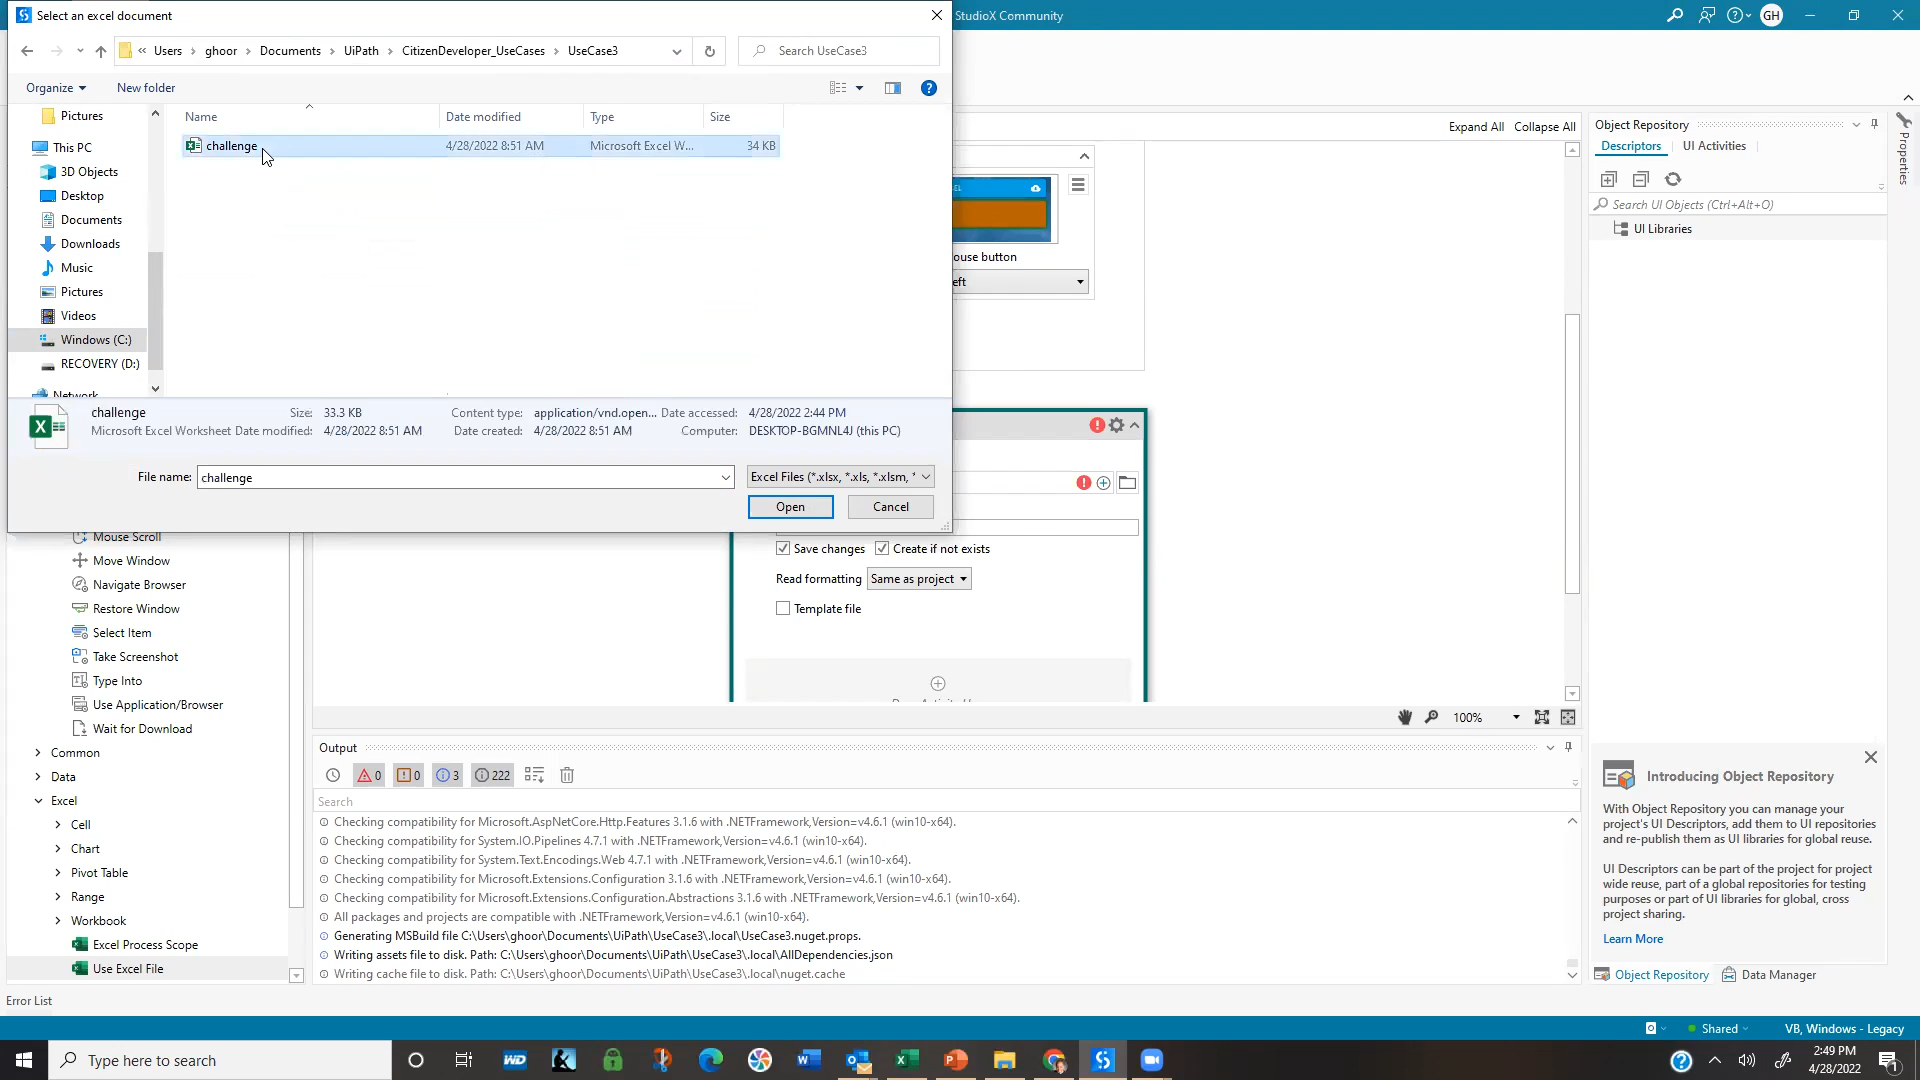 Select an excel document
StudioX Community
GH
« Users › ghoor › Documents › UiPath › CitizenDeveloper_UseCases › UseCase3
Search UseCase3
Organize
New folder
Name
Date modified
Type
Size
challenge
4/28/2022 8:51 AM
Microsoft Excel W...
34 KB
Pictures
This PC
3D Objects
Desktop
Documents
Downloads
Music
Pictures
Videos
Windows (C:)
RECOVERY (D:)
Network
challenge
Size: 33.3 KB
Content type: application/vnd.open...
Date accessed: 4/28/2022 2:44 PM
Microsoft Excel Worksheet
Date modified: 4/28/2022 8:51 AM
Date created: 4/28/2022 8:51 AM
Computer: DESKTOP-BGMNL4J (this PC)
File name: challenge
Excel Files (*.xlsx, *.xls, *.xlsm, *
Open
Cancel
Expand All
Collapse All
Object Repository
Descriptors
UI Activities
Search UI Objects (Ctrl+Alt+O)
UI Libraries
Properties
ouse button
eft
Save changes
Create if not exists
Read formatting
Same as project
Template file
Mouse Scroll
Move Window
Navigate Browser
Restore Window
Select Item
Take Screenshot
Type Into
Use Application/Browser
Wait for Download
Common
Data
Excel
Cell
Chart
Pivot Table
Range
Workbook
Excel Process Scope
Use Excel File
100%
Output
0
0
3
222
Search
Checking compatibility for Microsoft.AspNetCore.Http.Features 3.1.6 with .NETFramework,Version=v4.6.1 (win10-x64).
Checking compatibility for System.IO.Pipelines 4.7.1 with .NETFramework,Version=v4.6.1 (win10-x64).
Checking compatibility for System.Text.Encodings.Web 4.7.1 with .NETFramework,Version=v4.6.1 (win10-x64).
Checking compatibility for Microsoft.Extensions.Configuration 3.1.6 with .NETFramework,Version=v4.6.1 (win10-x64).
Checking compatibility for Microsoft.Extensions.Configuration.Abstractions 3.1.6 with .NETFramework,Version=v4.6.1 (win10-x64).
All packages and projects are compatible with .NETFramework,Version=v4.6.1 (win10-x64).
Generating MSBuild file C:\Users\ghoor\Documents\UiPath\UseCase3\.local\UseCase3.nuget.props.
Writing assets file to disk. Path: C:\Users\ghoor\Documents\UiPath\UseCase3\.local\AllDependencies.json
Writing cache file to disk. Path: C:\Users\ghoor\Documents\UiPath\UseCase3\.local\nuget.cache
Introducing Object Repository
With Object Repository you can manage your
project's UI Descriptors, add them to UI repositories
and re-publish them as UI libraries for global reuse.
UI Descriptors can be part of the project for project
wide reuse, part of a global repositories for testing
purposes or part of UI libraries for global, cross
project sharing.
Learn More
Object Repository
Data Manager
Error List
Shared
VB, Windows - Legacy
Type here to search
2:49 PM
4/28/2022